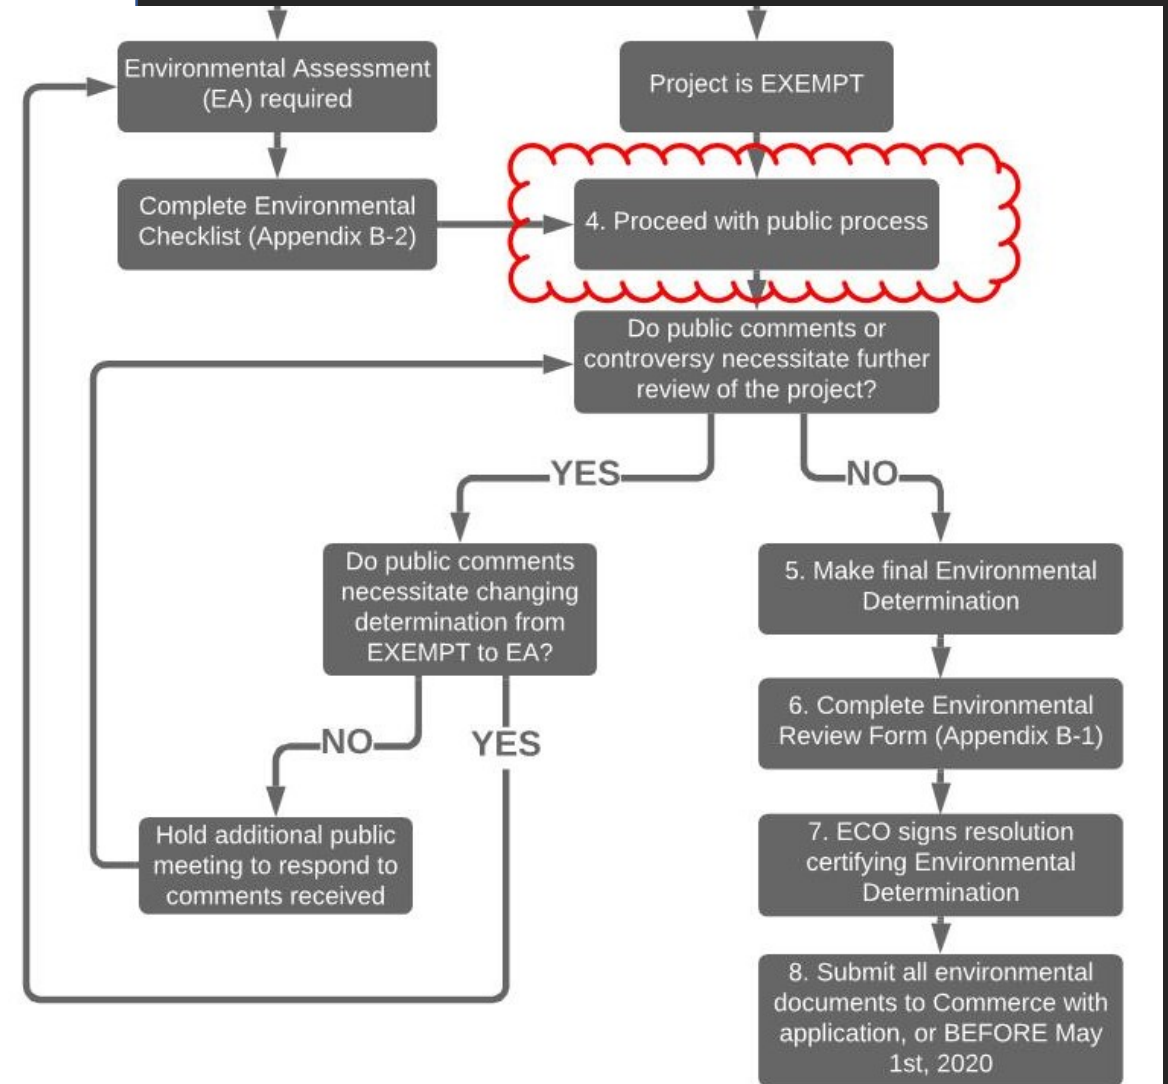 Environmental Assessment
(EA) required
Project is EXEMPT
Complete Environmental
Checklist (Appendix B-2)
4. Proceed with public process
Do public comments or
controversy necessitate further
review of the project?
YES
NO
Do public comments
necessitate changing
determination from
EXEMPT to EA?
5. Make final Environmental
Determination
6. Complete Environmental
Review Form (Appendix B-1)
NO
YES
Hold additional public
meeting to respond to
comments received
7. ECO signs resolution
certifying Environmental
Determination
8. Submit all environmental
documents to Commerce with
application, or BEFORE May
1st, 2020